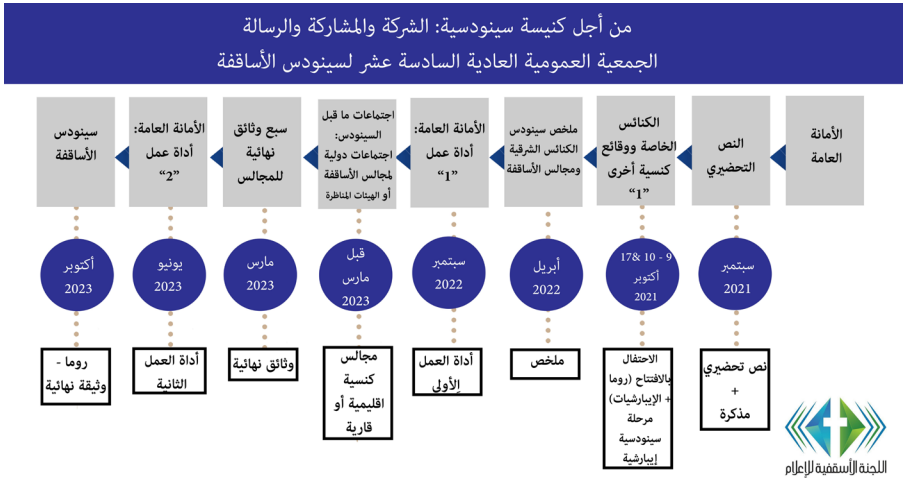 من أجل كنيسة سينودسية: الشركة والمشاركة والرسالة
الجمعية العمومية العادية السادسة عشر لسينودس الأساقفة
الأمانة
العامة
النص
التحضيري
الكنائس
الخاصة ووقائع
كنسية أخرى
“1”
ملخص سينودس
الكنائس الشرقية
ومجالس الأساقفة
الأمانة العامة:
أداة عمل
“1”
اجتماعات ما قبل
السينودس:
اجتماعات دولية
لمجالس الأساقفة
أو الهيئات المناظرة
سبع وثائق
نهائية
للمجالس
الأمانة العامة:
أداة عمل
“2”
سينودس
الأساقفة
سبتمبر
2021
9 - 10 &17
أكتوبر
2021
أبريل
2022
سبتمبر
2022
قبل
مارس
2023
مارس
2023
يونيو
2023
أكتوبر
2023
نص تحضيري
+
مذكرة
الاحتفال
بالافتتاح (روما
+ الإيبارشيات)
مرحلة
سينودسية
إيبارشية
ملخص
أداة العمل
الأولى
مجالس
كنسية
اقليمية أو
قارية
وثائق نهائية
أداة العمل
الثانية
روما -
وثيقة نهائية
اللجنة الأسقفية للإعلام